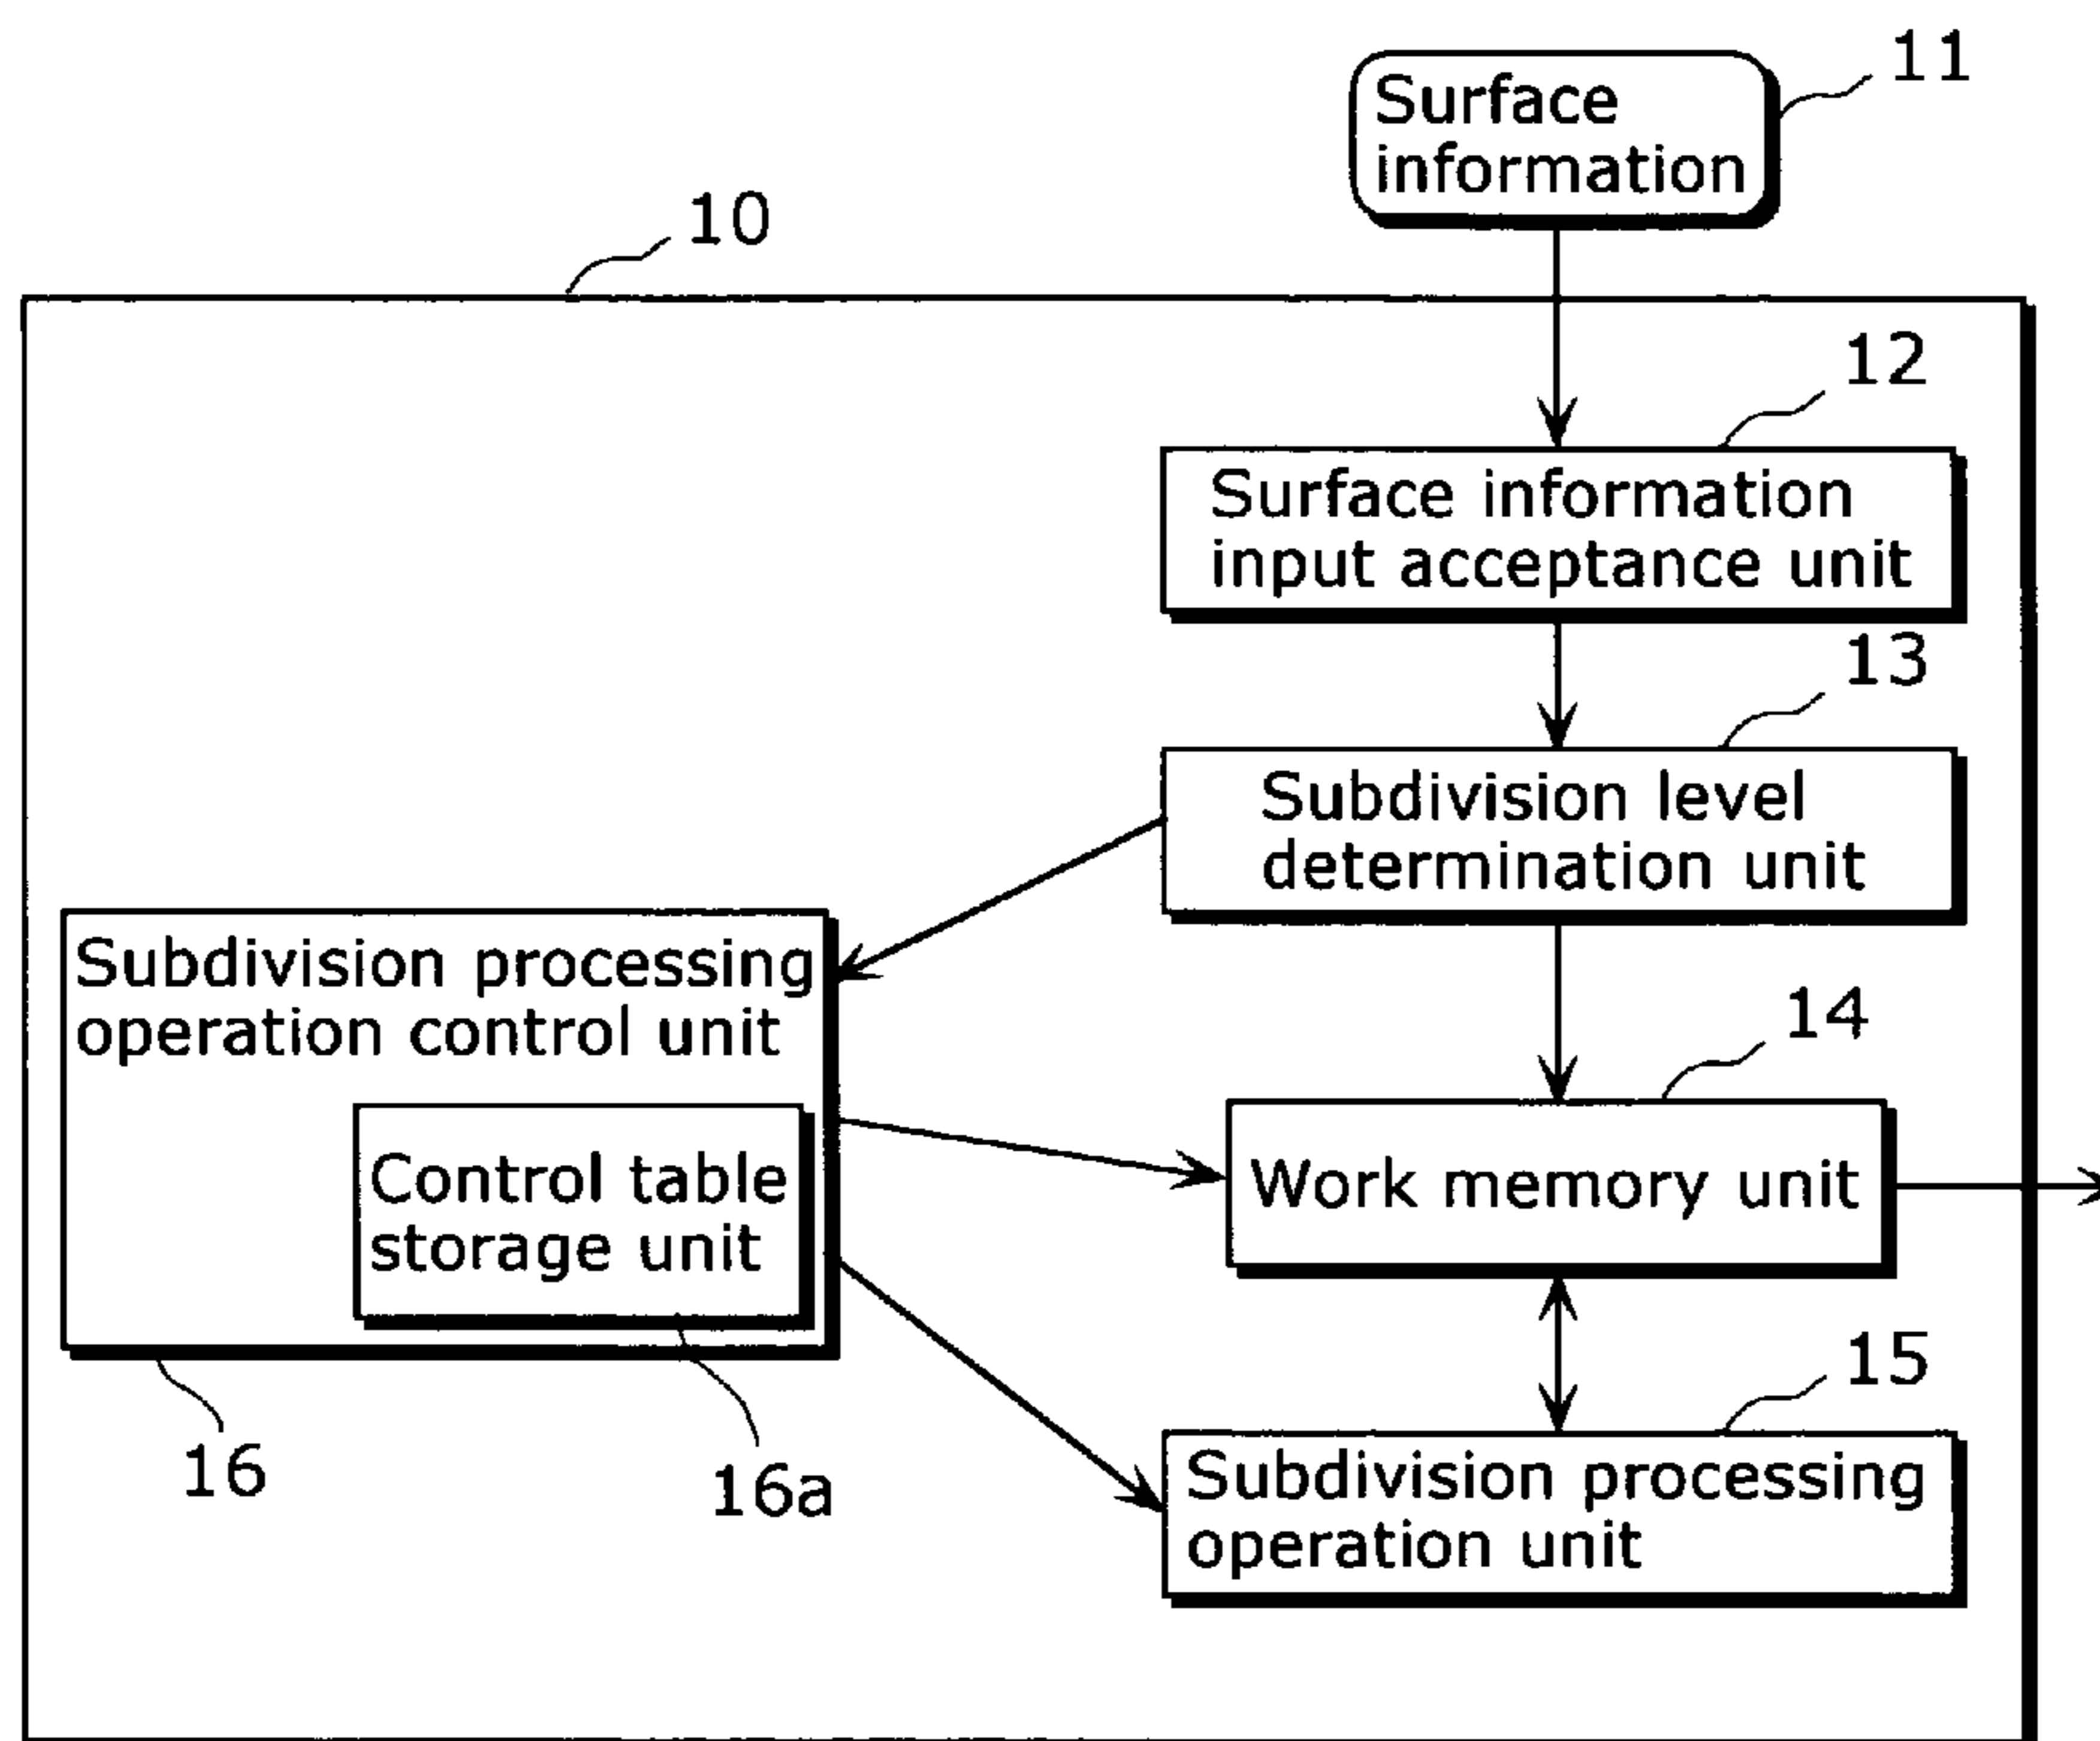 11
Surface
information
10
12
Surface information
input acceptance unit
13
Subdivision level
determination unit
Subdivision processing
operation control unit
14
Control table
storage unit
Work memory unit
15
16
16a
Subdivision processing
operation unit